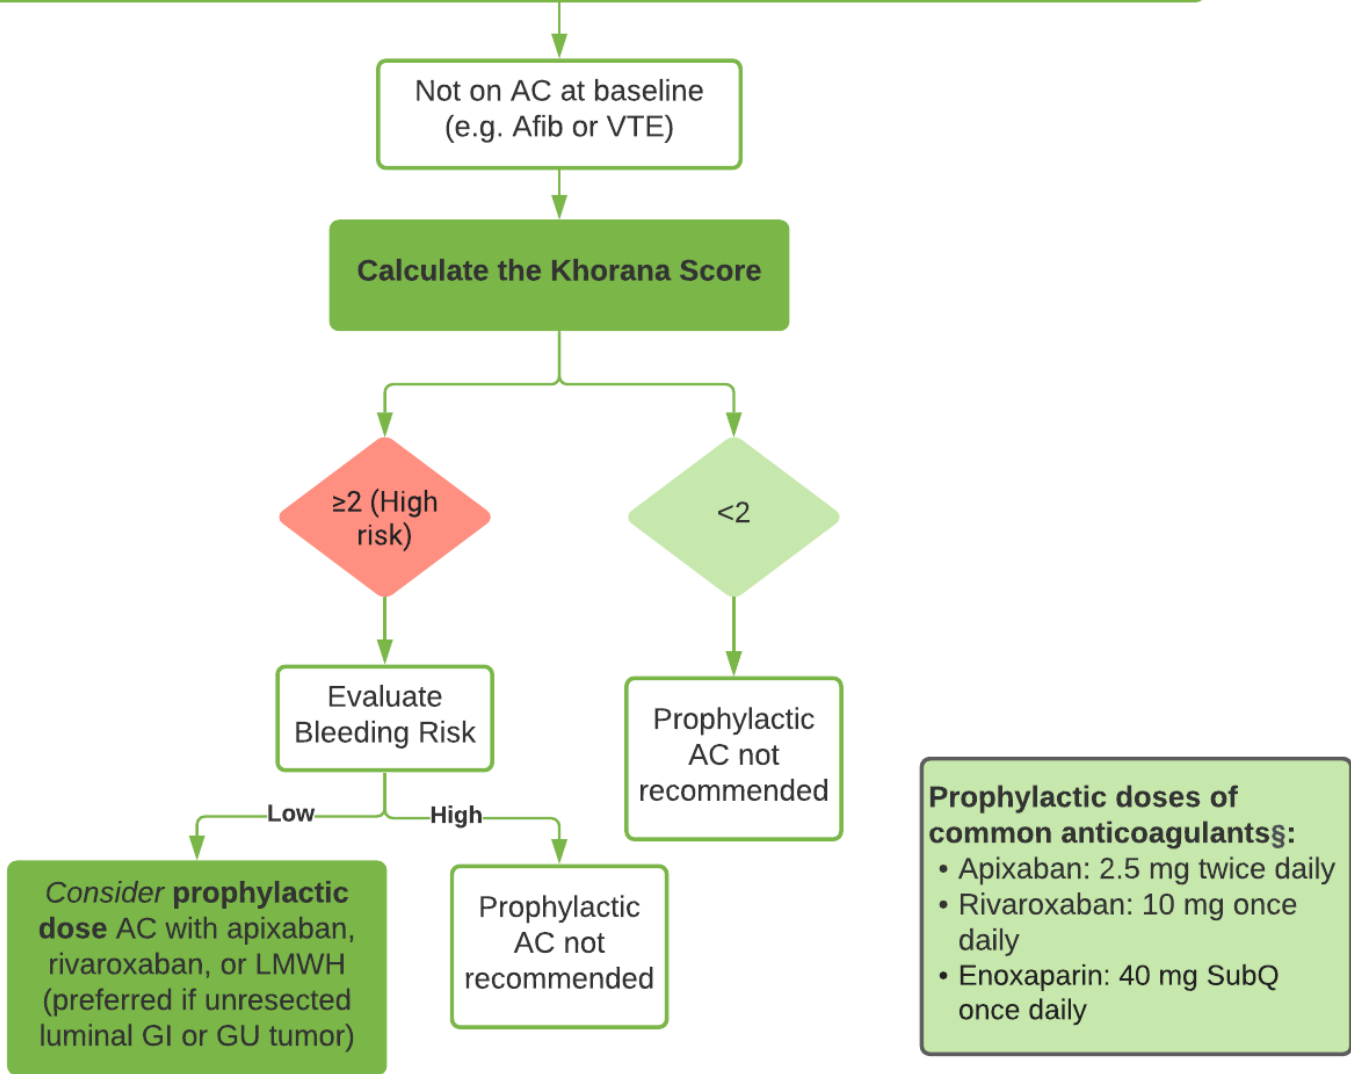 Not on AC at baseline
(e.g. Afib or VTE)
Calculate the Khorana Score
≥2 (High
risk)
<2
Evaluate
Bleeding Risk
Prophylactic
AC not
recommended
Low
High
Consider prophylactic
dose AC with apixaban,
rivaroxaban, or LMWH
(preferred if unresected
luminal GI or GU tumor)
Prophylactic
AC not
recommended
Prophylactic doses of
common anticoagulants§:
• Apixaban: 2.5 mg twice daily
• Rivaroxaban: 10 mg once
daily
• Enoxaparin: 40 mg SubQ
once daily